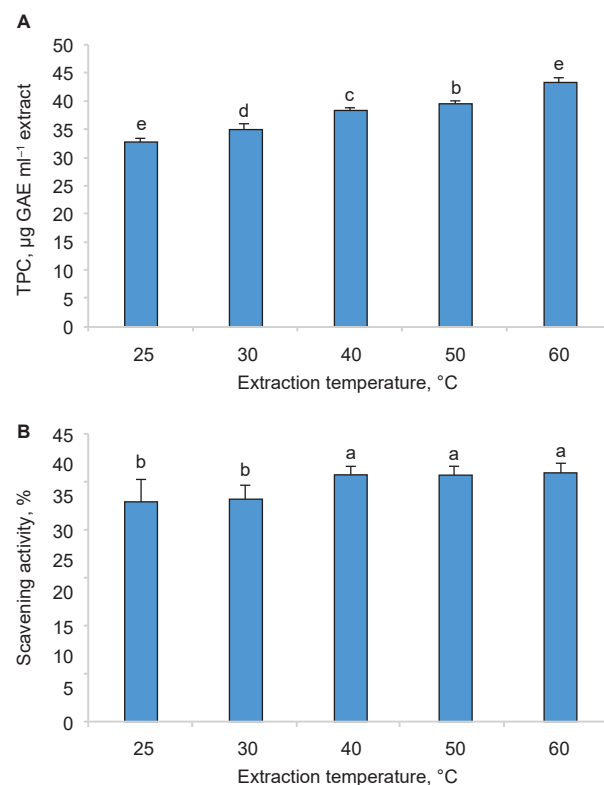 A
50
45
40
35
30
25
20
15
10
5
0
TPC, µg GAE ml⁻¹ extract
e
d
c
b
e
25 30 40 50 60
Extraction temperature, °C
B
45
40
35
30
25
20
15
10
5
0
Scavening activity, %
b
b
a
a
a
25 30 40 50 60
Extraction temperature, °C